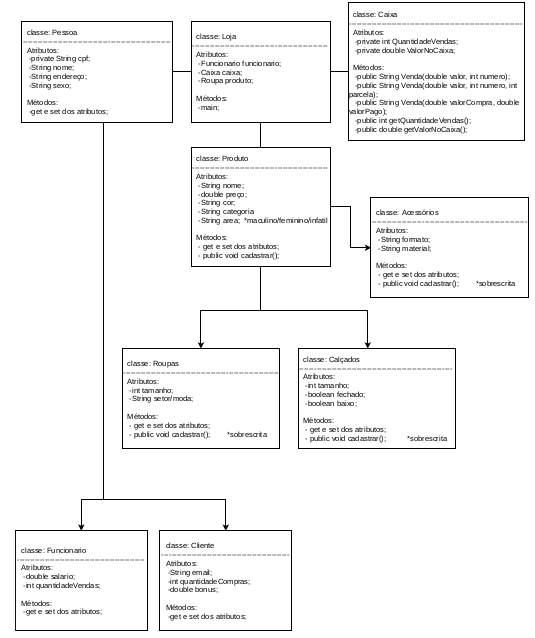 classe: Pessoa
Atributos:
-private String cpf;
-String nome;
-String endereço;
-String sexo;
Métodos:
-get e set dos atributos;
classe: Loja
Atributos:
-Funcionario funcionario;
-Caixa caixa;
-Roupa produto;
Métodos:
-main;
classe: Caixa
Atributos:
-private int QuantidadeVendas;
-private double ValorNoCaixa;
Métodos:
-public String Venda(double valor, int numero);
-public String Venda(double valor, int numero, int
parcela);
-public String Venda(double valorCompra, double
valorPago);
-public int getQuantidadeVendas();
-public double getValorNoCaixa();
classe: Produto
Atributos:
-String nome;
-double preço;
-String cor;
-String categoria
-String area; *maculino/feminino/infatil
Métodos:
- get e set dos atributos;
- public void cadastrar();
classe: Acessórios
Atributos:
-String formato;
-String material;
Métodos:
- get e set dos atributos;
- public void cadastrar(); *sobrescrita
classe: Roupas
Atributos:
-int tamanho;
-String setor/moda;
Métodos:
- get e set dos atributos;
- public void cadastrar(); *sobrescrita
classe: Calçados
Atributos:
-int tamanho;
-boolean fechado;
-boolean baixo;
Métodos:
- get e set dos atributos;
- public void cadastrar(); *sobrescrita
classe: Funcionario
Atributos:
-double salario;
-int quantidadeVendas;
Métodos:
-get e set dos atributos;
classe: Cliente
Atributos:
-String email;
-int quantidadeCompras;
-double bonus;
Métodos:
-get e set dos atributos;